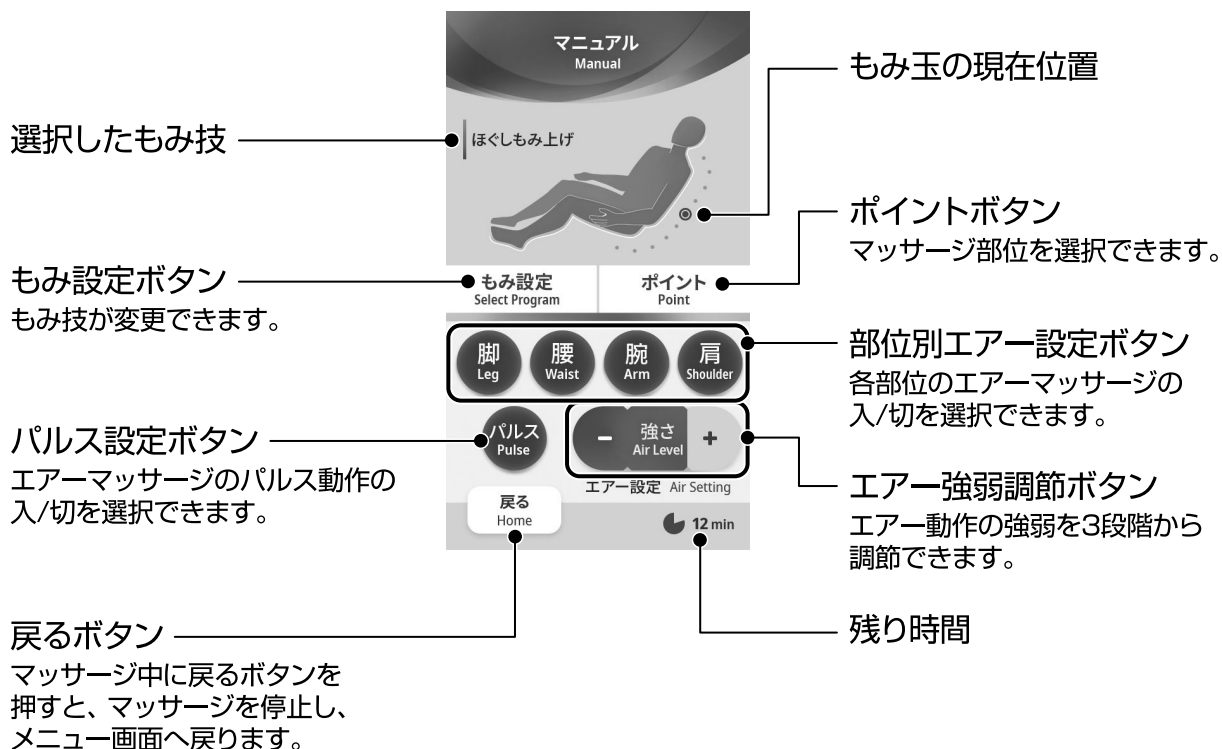 マニュアル
Manual
もみ玉の現在位置
選択したもみ技
ほぐしもみ上げ
ポイントボタン
マッサージ部位を選択できます。
もみ設定ボタン
もみ技が変更できます。
もみ設定
Select Program
ポイント
Point
部位別エアー設定ボタン
各部位のエアーマッサージの
入/切を選択できます。
脚
Leg
腰
Waist
腕
Arm
肩
Shoulder
パルス設定ボタン
エアーマッサージのパルス動作の
入/切を選択できます。
パルス
Pulse
- 強さ +
Air Level
エアー設定 Air Setting
エアー強弱調節ボタン
エアー動作の強弱を3段階から
調節できます。
戻る
Home
12 min
残り時間
戻るボタン
マッサージ中に戻るボタンを
押すと、マッサージを停止し、
メニュー画面へ戻ります。